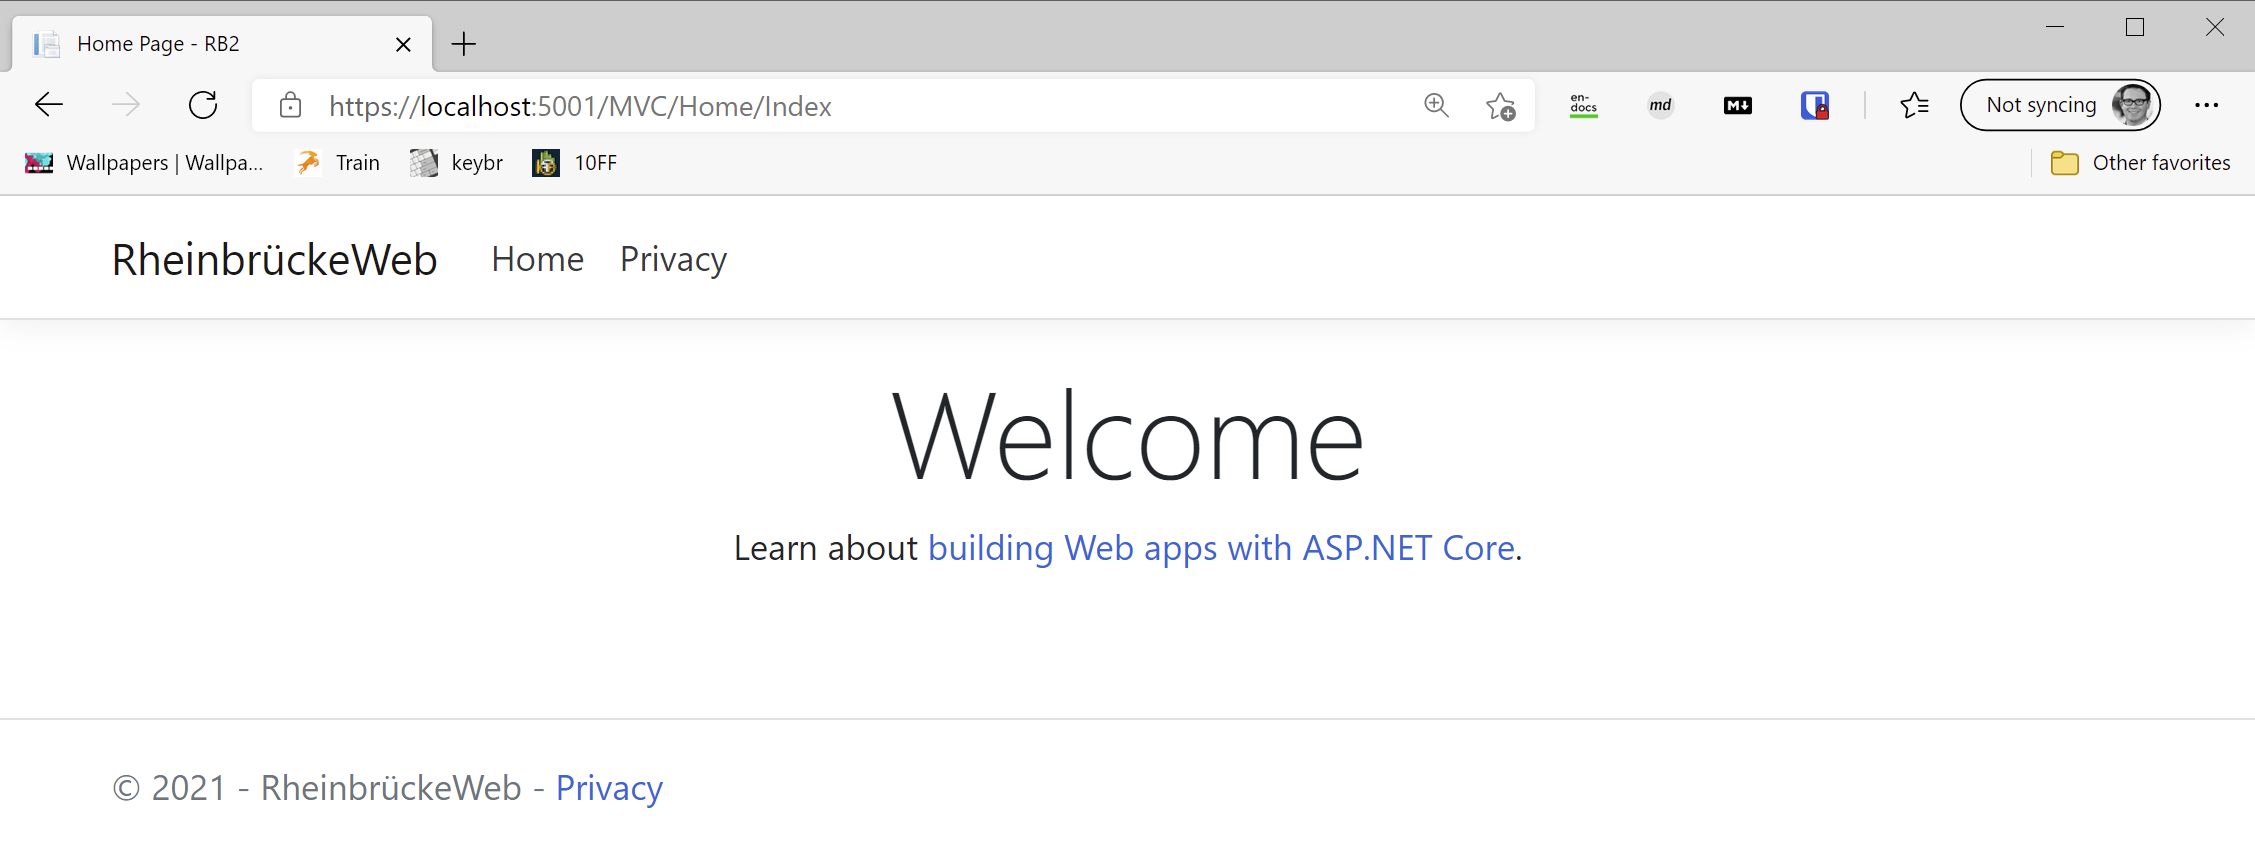 Home Page - RB2
https://localhost:5001/MVC/Home/Index
en-docs
md
M
Not syncing
Wallpapers | Wallpa...
Train
keybr
10FF
Other favorites
RheinbrückeWeb Home Privacy
Welcome
Learn about building Web apps with ASP.NET Core.
© 2021 - RheinbrückeWeb - Privacy